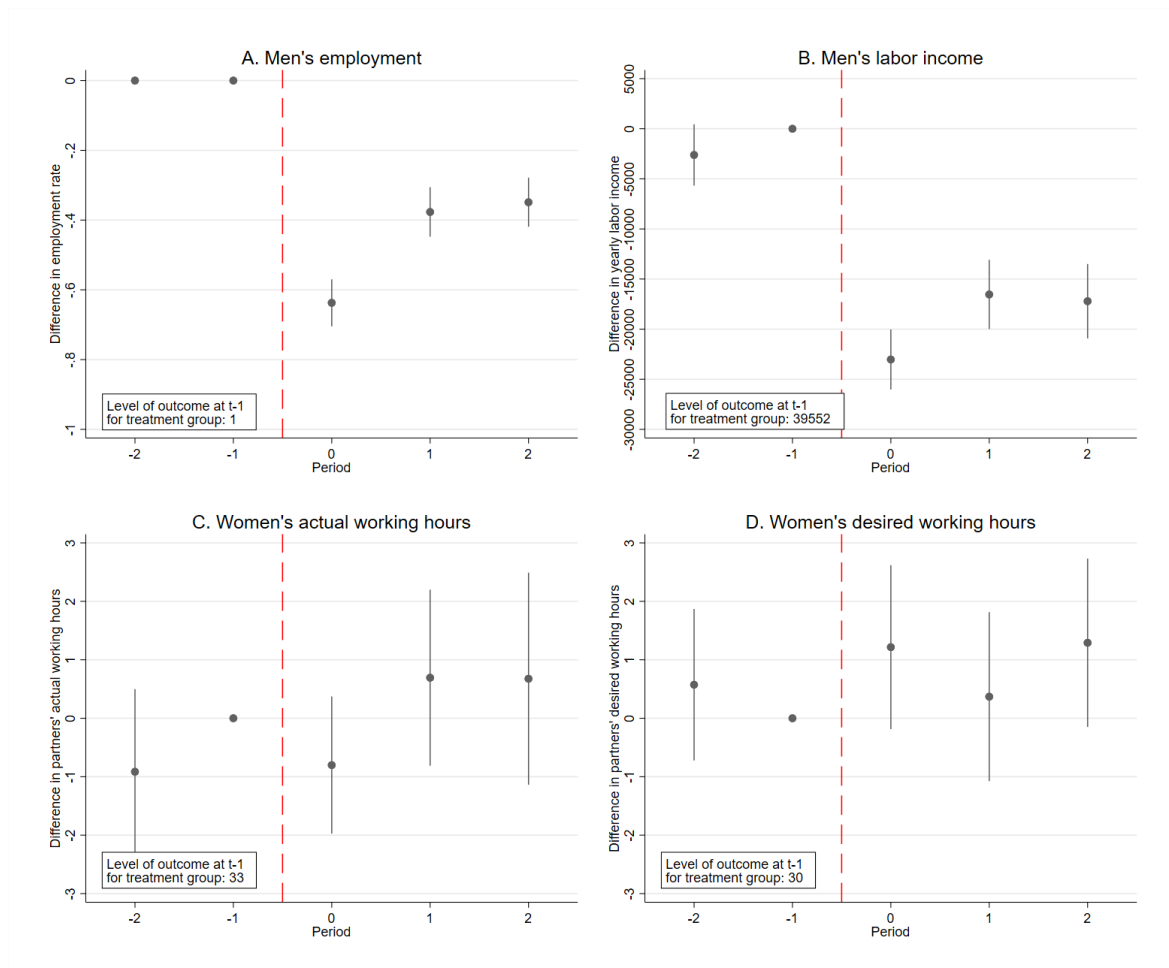 A. Men's employment
Difference in employment rate
0
-.2
-.4
-.6
-.8
-1
Level of outcome at t-1
for treatment group: 1
-2 -1 0 1 2
Period
B. Men's labor income
Difference in yearly labor income
5000
0
-5000
-10000
-15000
-20000
-25000
-30000
Level of outcome at t-1
for treatment group: 39552
-2 -1 0 1 2
Period
C. Women's actual working hours
Difference in partners' actual working hours
3
2
1
0
-1
-2
-3
Level of outcome at t-1
for treatment group: 33
-2 -1 0 1 2
Period
D. Women's desired working hours
Difference in partners' desired working hours
3
2
1
0
-1
-2
-3
Level of outcome at t-1
for treatment group: 30
-2 -1 0 1 2
Period